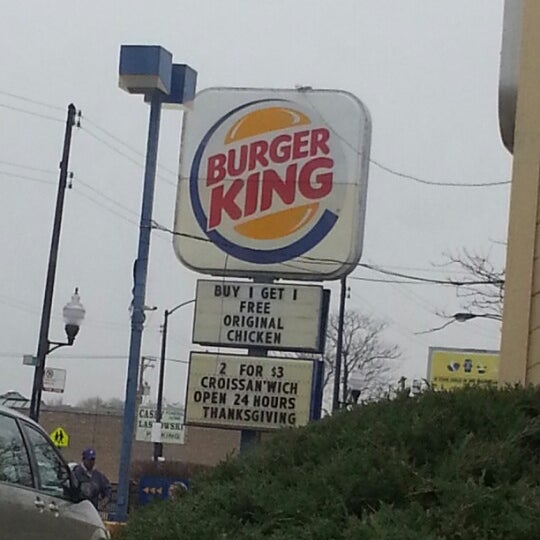 BURGER
KING
BUY 1 GET 1
FREE
ORIGINAL
CHICKEN
2 FOR $3
CROISSAN'WICH
OPEN 24 HOURS
THANKSGIVING